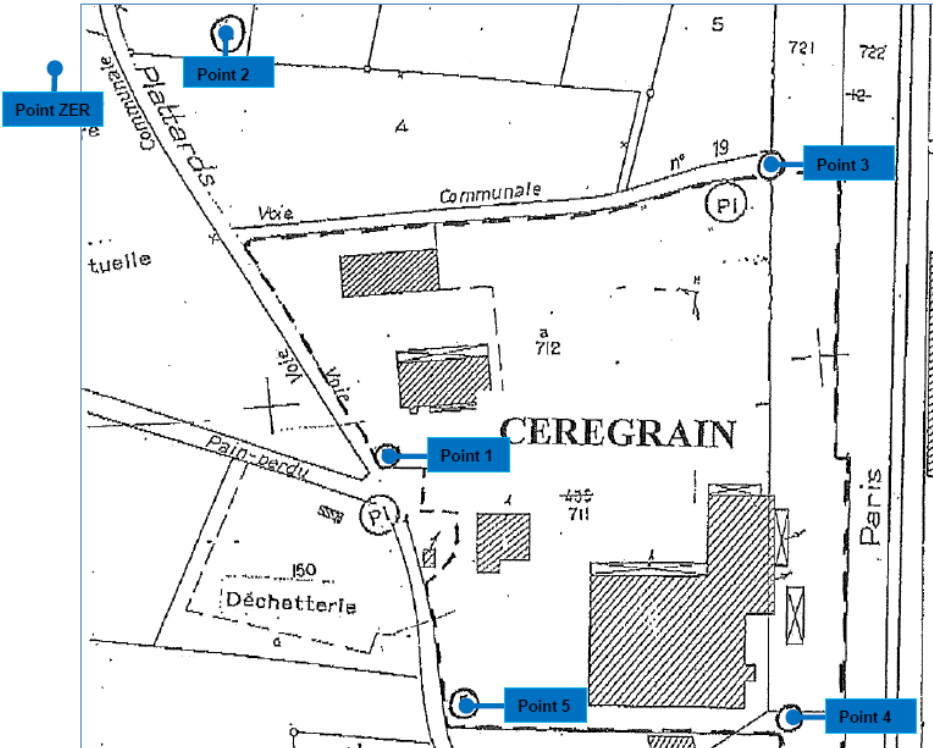 5
721
722
Point 2
Plattards
Communale
Point ZER
e
12
4
n° 19
Point 3
Communale
PI
Voie
tuelle
a
712
Voie
Voie
CEREGRAIN
Pain-perdu
Point 1
PI
711
Paris
150
Déchetterie
a
Point 5
Point 4